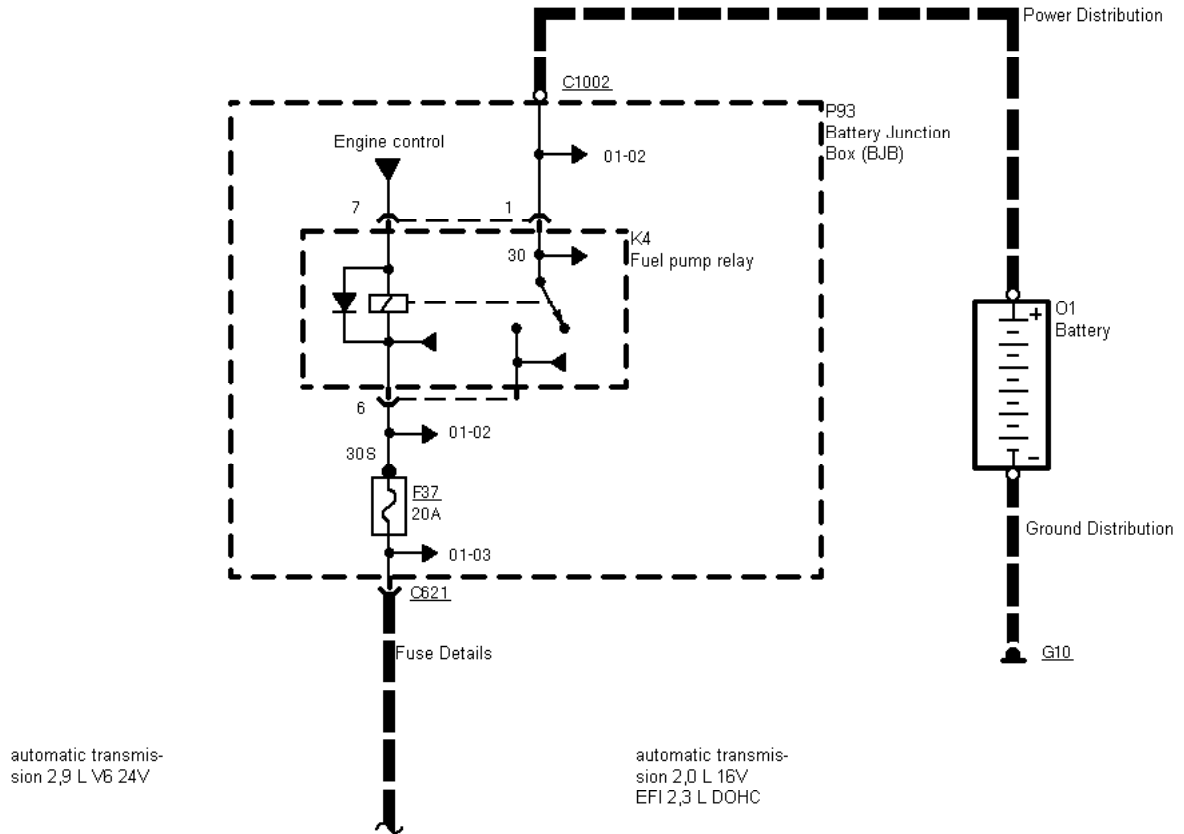 Power Distribution
C1002
P93
Battery Junction
Box (BJB)
Engine control
01-02
7
1
K4
30
Fuel pump relay
O1
Battery
+
−
6
01-02
30S
F37
20A
Ground Distribution
01-03
C621
Fuse Details
G10
automatic transmis-
sion 2,9 L V6 24V
automatic transmis-
sion 2,0 L 16V
EFI 2,3 L DOHC